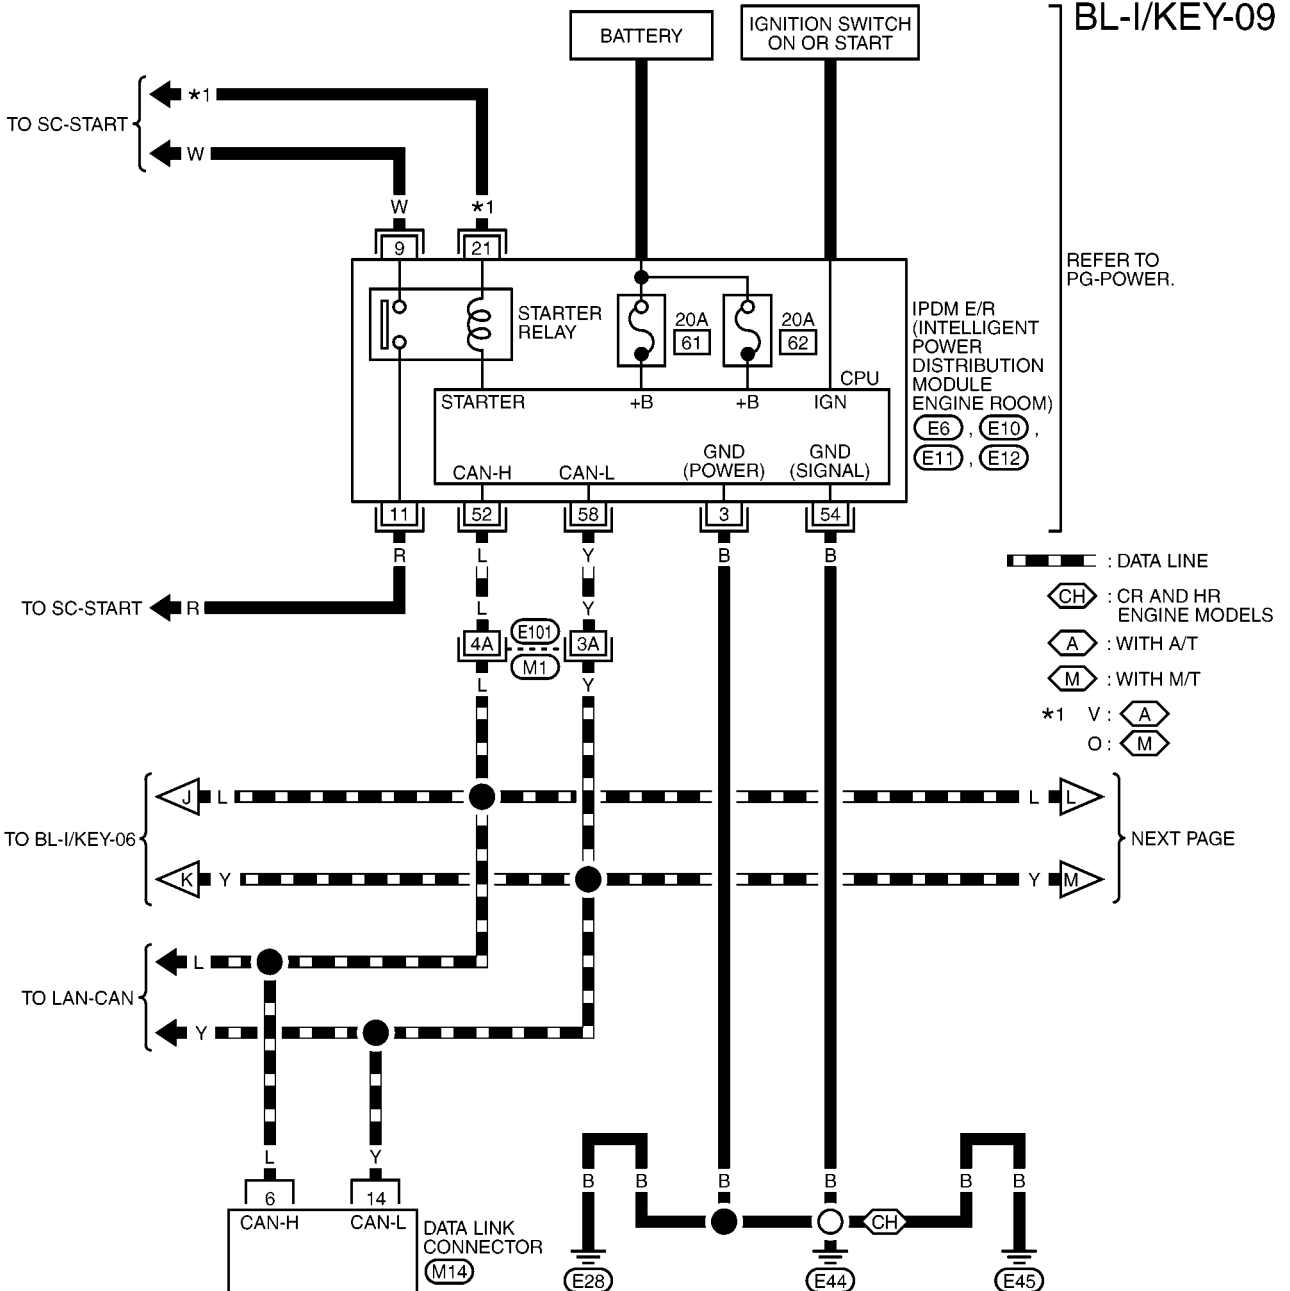 BL-I/KEY-09
BATTERY
IGNITION SWITCH
ON OR START
TO SC-START
*1
W
W
*1
9
21
REFER TO
PG-POWER.
STARTER
RELAY
20A
61
20A
62
IPDM E/R
(INTELLIGENT
POWER
DISTRIBUTION
MODULE
ENGINE ROOM)
E6 , E10 ,
E11 , E12
CPU
STARTER
+B
+B
IGN
CAN-H
CAN-L
GND
(POWER)
GND
(SIGNAL)
11
52
58
3
54
R
L
Y
B
B
TO SC-START
R
L
Y
4A
E101
M1
3A
L
Y
: DATA LINE
CH : CR AND HR
ENGINE MODELS
A : WITH A/T
M : WITH M/T
*1 V : A
O : M
TO BL-I/KEY-06
J L
L L
K Y
Y M
NEXT PAGE
TO LAN-CAN
L
Y
L
Y
6
14
CAN-H
CAN-L
DATA LINK
CONNECTOR
M14
B
B
B
B
B
B
CH
E28
E44
E45